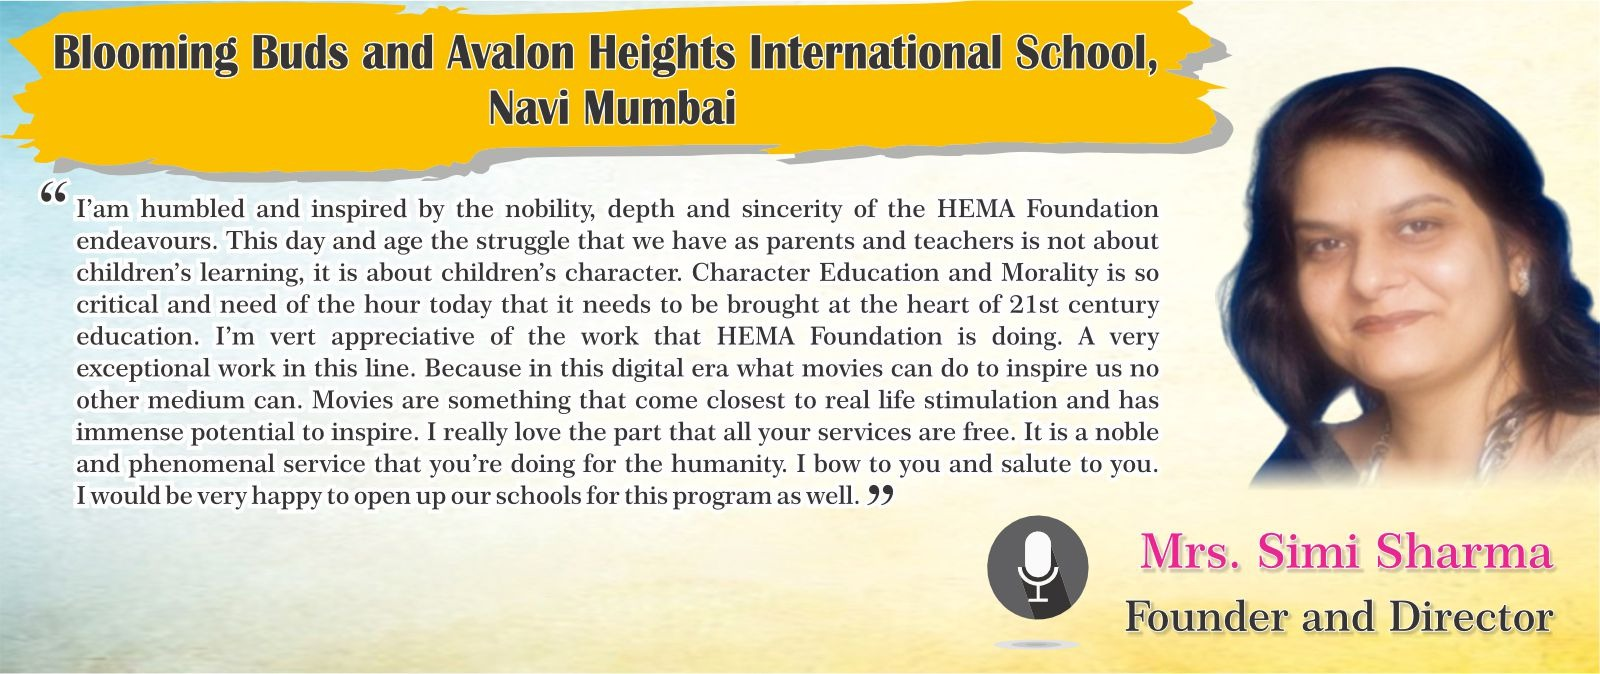 Blooming Buds and Avalon Heights International School,
Navi Mumbai
“ I’am humbled and inspired by the nobility, depth and sincerity of the HEMA Foundation
endeavours. This day and age the struggle that we have as parents and teachers is not about
children’s learning, it is about children’s character. Character Education and Morality is so
critical and need of the hour today that it needs to be brought at the heart of 21st century
education. I’m vert appreciative of the work that HEMA Foundation is doing. A very
exceptional work in this line. Because in this digital era what movies can do to inspire us no
other medium can. Movies are something that come closest to real life stimulation and has
immense potential to inspire. I really love the part that all your services are free. It is a noble
and phenomenal service that you’re doing for the humanity. I bow to you and salute to you.
I would be very happy to open up our schools for this program as well. ”
Mrs. Simi Sharma
Founder and Director